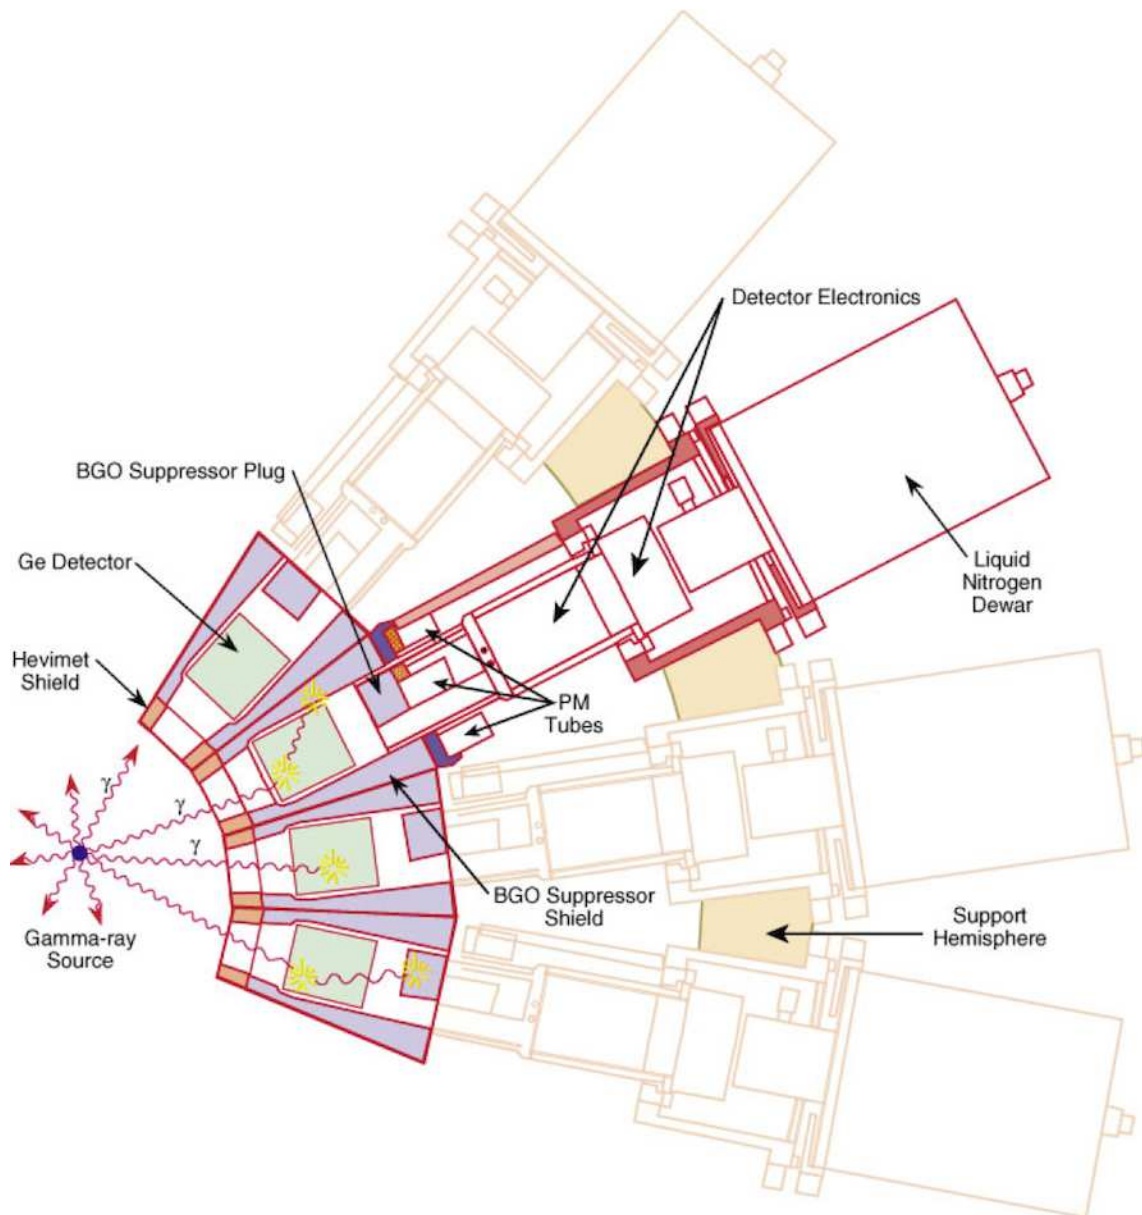 Detector Electronics
BGO Suppressor Plug
Ge Detector
Liquid
Nitrogen
Dewar
Hevimet
Shield
PM
Tubes
γ
γ
γ
BGO Suppressor
Shield
Support
Hemisphere
Gamma-ray
Source